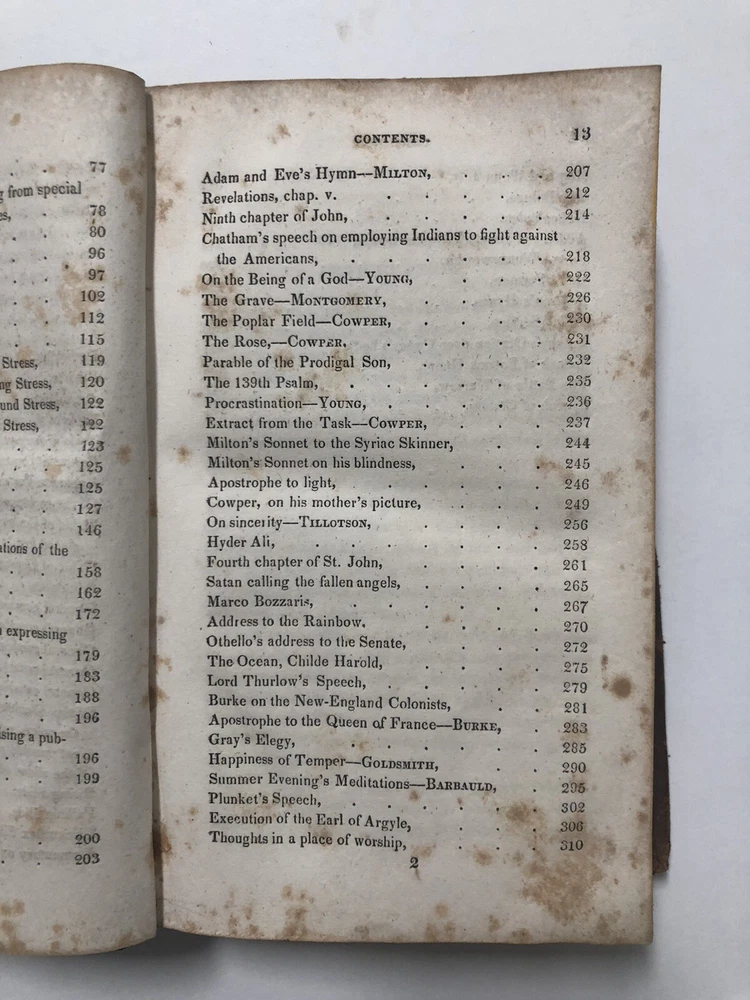 77
from special
78
80
96
97
102
112
115
Stress, 119
Stress, 120
Stress, 122
Stress, 122
123
125
125
127
146
of the
158
162
172
expressing
179
183
188
196
a pub-
196
199
200
203
CONTENTS. 13
Adam and Eve's Hymn—MILTON, . . . 207
Revelations, chap. v. . . . . . 212
Ninth chapter of John, . . . . . 214
Chatham's speech on employing Indians to fight against
the Americans, . . . . . . 218
On the Being of a God—YOUNG, . . . 222
The Grave—MONTGOMERY, . . . . 226
The Poplar Field—COWPER, . . . . 230
The Rose,—COWPER. . . . . . 231
Parable of the Prodigal Son, . . . . 232
The 139th Psalm, . . . . . . 235
Procrastination—YOUNG, . . . . . 236
Extract from the Task—COWPER, . . . 237
Milton's Sonnet to the Syriac Skinner, . . 244
Milton's Sonnet on his blindness, . . . 245
Apostrophe to light, . . . . . 246
Cowper, on his mother's picture, . . . 249
On sincerity—TILLOTSON, . . . . 256
Hyder Ali, . . . . . . . 258
Fourth chapter of St. John, . . . . 261
Satan calling the fallen angels, . . . . 265
Marco Bozzaris, . . . . . . 267
Address to the Rainbow. . . . . . 270
Othello's address to the Senate, . . . 272
The Ocean, Childe Harold, . . . . 275
Lord Thurlow's Speech, . . . . . 279
Burke on the New-England Colonists, . . 281
Apostrophe to the Queen of France—BURKE, . 283
Gray's Elegy, . . . . . . 285
Happiness of Temper—GOLDSMITH, . . 290
Summer Evening's Meditations—BARBAULD, . 295
Plunket's Speech, . . . . . . 302
Execution of the Earl of Argyle, . . . 306
Thoughts in a place of worship, . . . 310
2